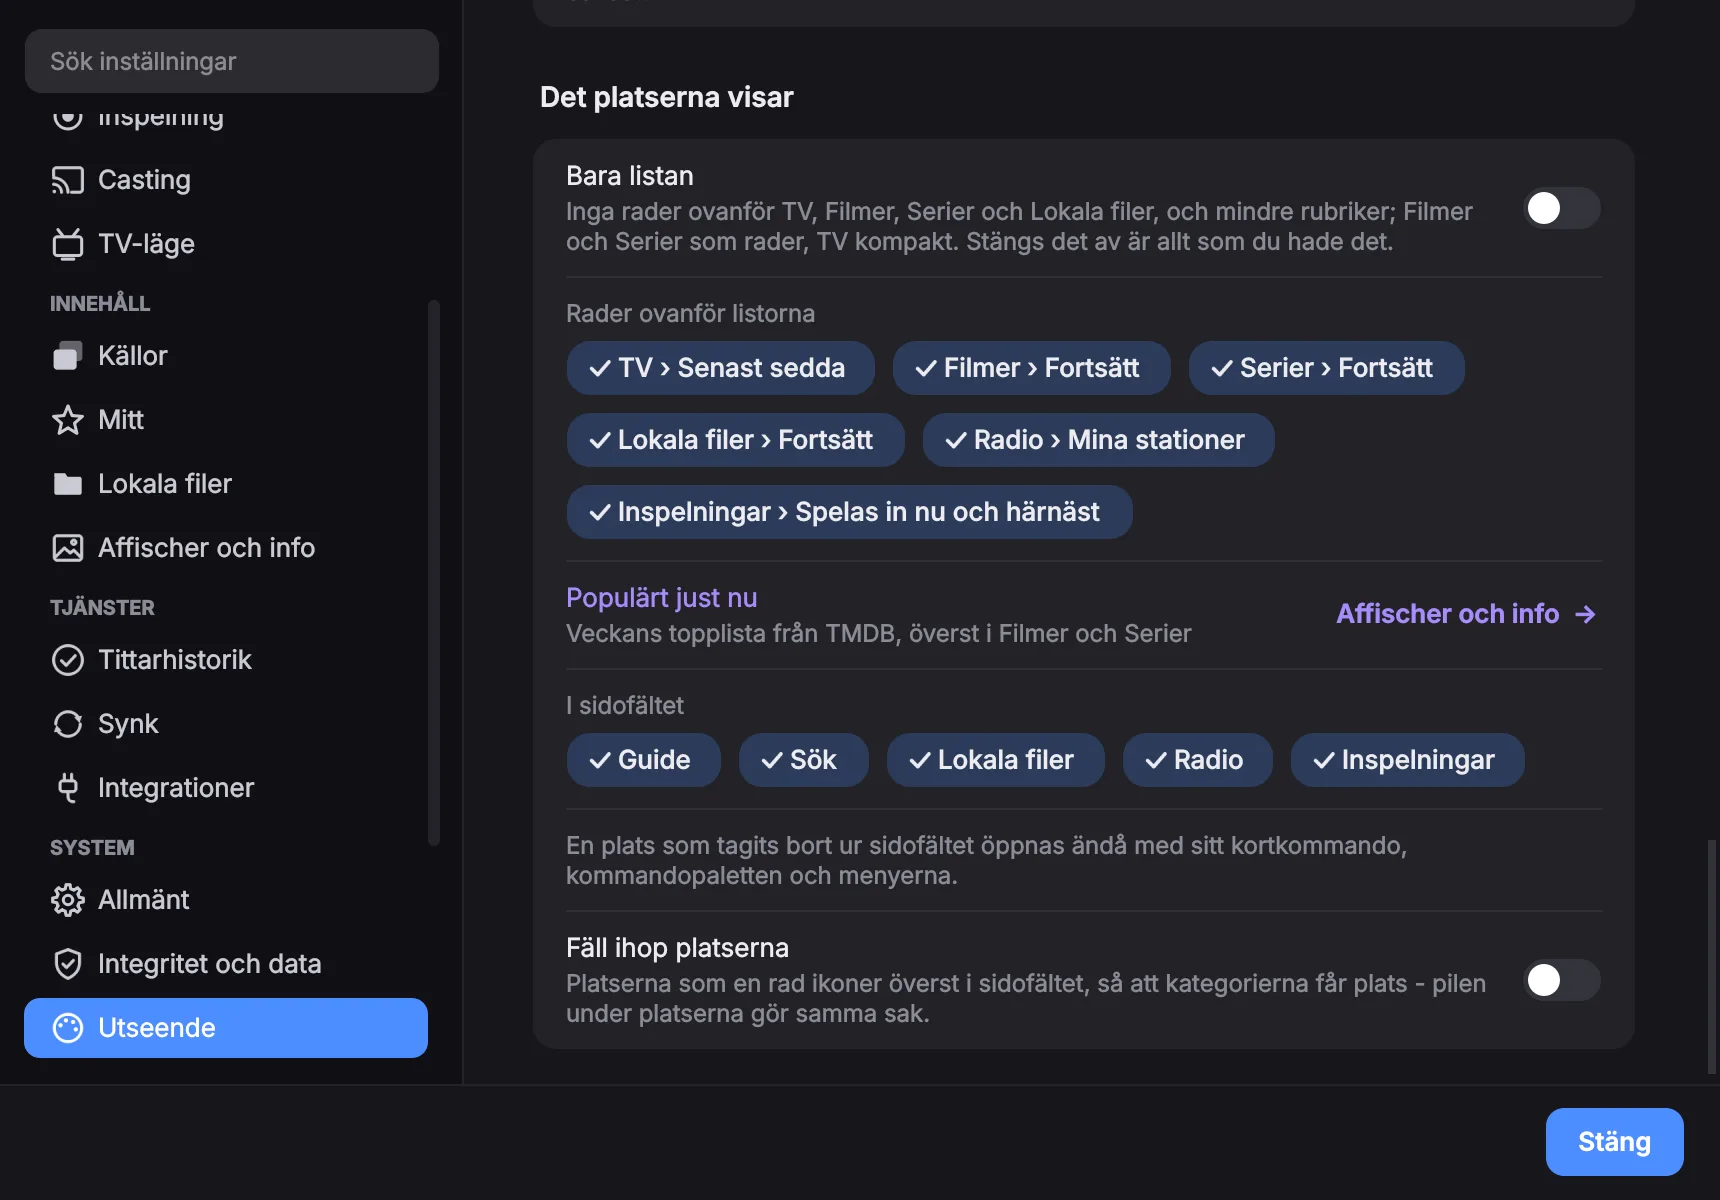 Sök inställningar
Inspelning
Casting
TV-läge
INNEHÅLL
Källor
Mitt
Lokala filer
Affischer och info
TJÄNSTER
Tittarhistorik
Synk
Integrationer
SYSTEM
Allmänt
Integritet och data
Utseende
Det platserna visar
Bara listan
Inga rader ovanför TV, Filmer, Serier och Lokala filer, och mindre rubriker; Filmer
och Serier som rader, TV kompakt. Stängs det av är allt som du hade det.
Rader ovanför listorna
TV › Senast sedda
Filmer › Fortsätt
Serier › Fortsätt
Lokala filer › Fortsätt
Radio › Mina stationer
Inspelningar › Spelas in nu och härnäst
Populärt just nu
Veckans topplista från TMDB, överst i Filmer och Serier
Affischer och info →
I sidofältet
Guide
Sök
Lokala filer
Radio
Inspelningar
En plats som tagits bort ur sidofältet öppnas ändå med sitt kortkommando,
kommandopaletten och menyerna.
Fäll ihop platserna
Platserna som en rad ikoner överst i sidofältet, så att kategorierna får plats - pilen
under platserna gör samma sak.
Stäng